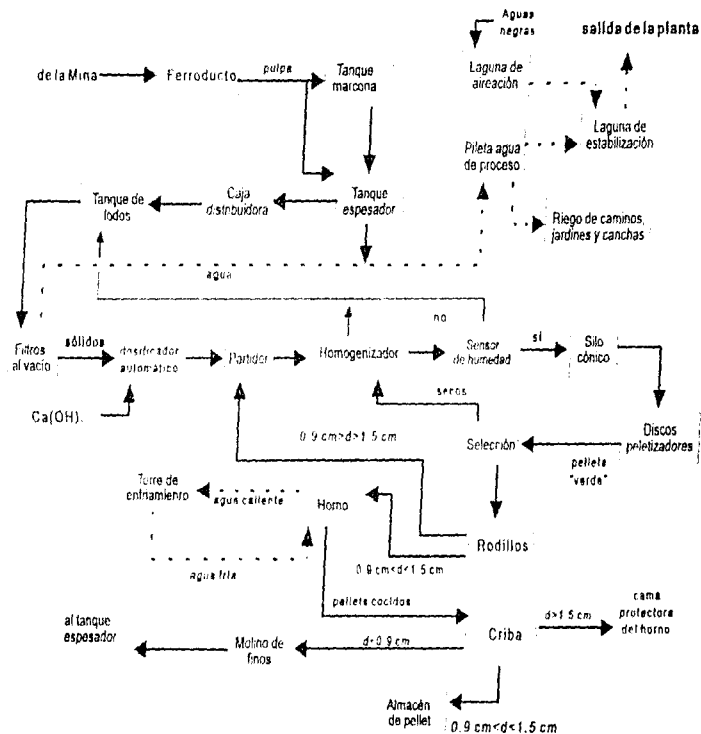 Aguas
negras
salida de la planta
de la Mina
Ferroducto
pulpa
Tanque
marcona
Laguna de
aireación
Laguna de
estabilización
Pileta agua
de proceso
Tanque de
lodos
Caja
distribuidora
Tanque
espesador
Riego de caminos,
jardines y canchas
agua
no
Filtros
al vacío
sólidos
dosificador
automático
Partidor
Homogenizador
Sensor
de humedad
sí
Silo
cónico
Ca(OH)
secos
Discos
peletizadores
0.9 cm>d>1.5 cm
Selección
pellets
"verde"
Torre de
enfriamiento
agua caliente
Horno
Rodillos
agua fría
0.9 cm<d<1.5 cm
pellets cocidos
cama
protectora
del horno
al tanque
espesador
Molino de
finos
Criba
d>1.5 cm
Almacén
de pellet
0.9 cm<d<1.5 cm